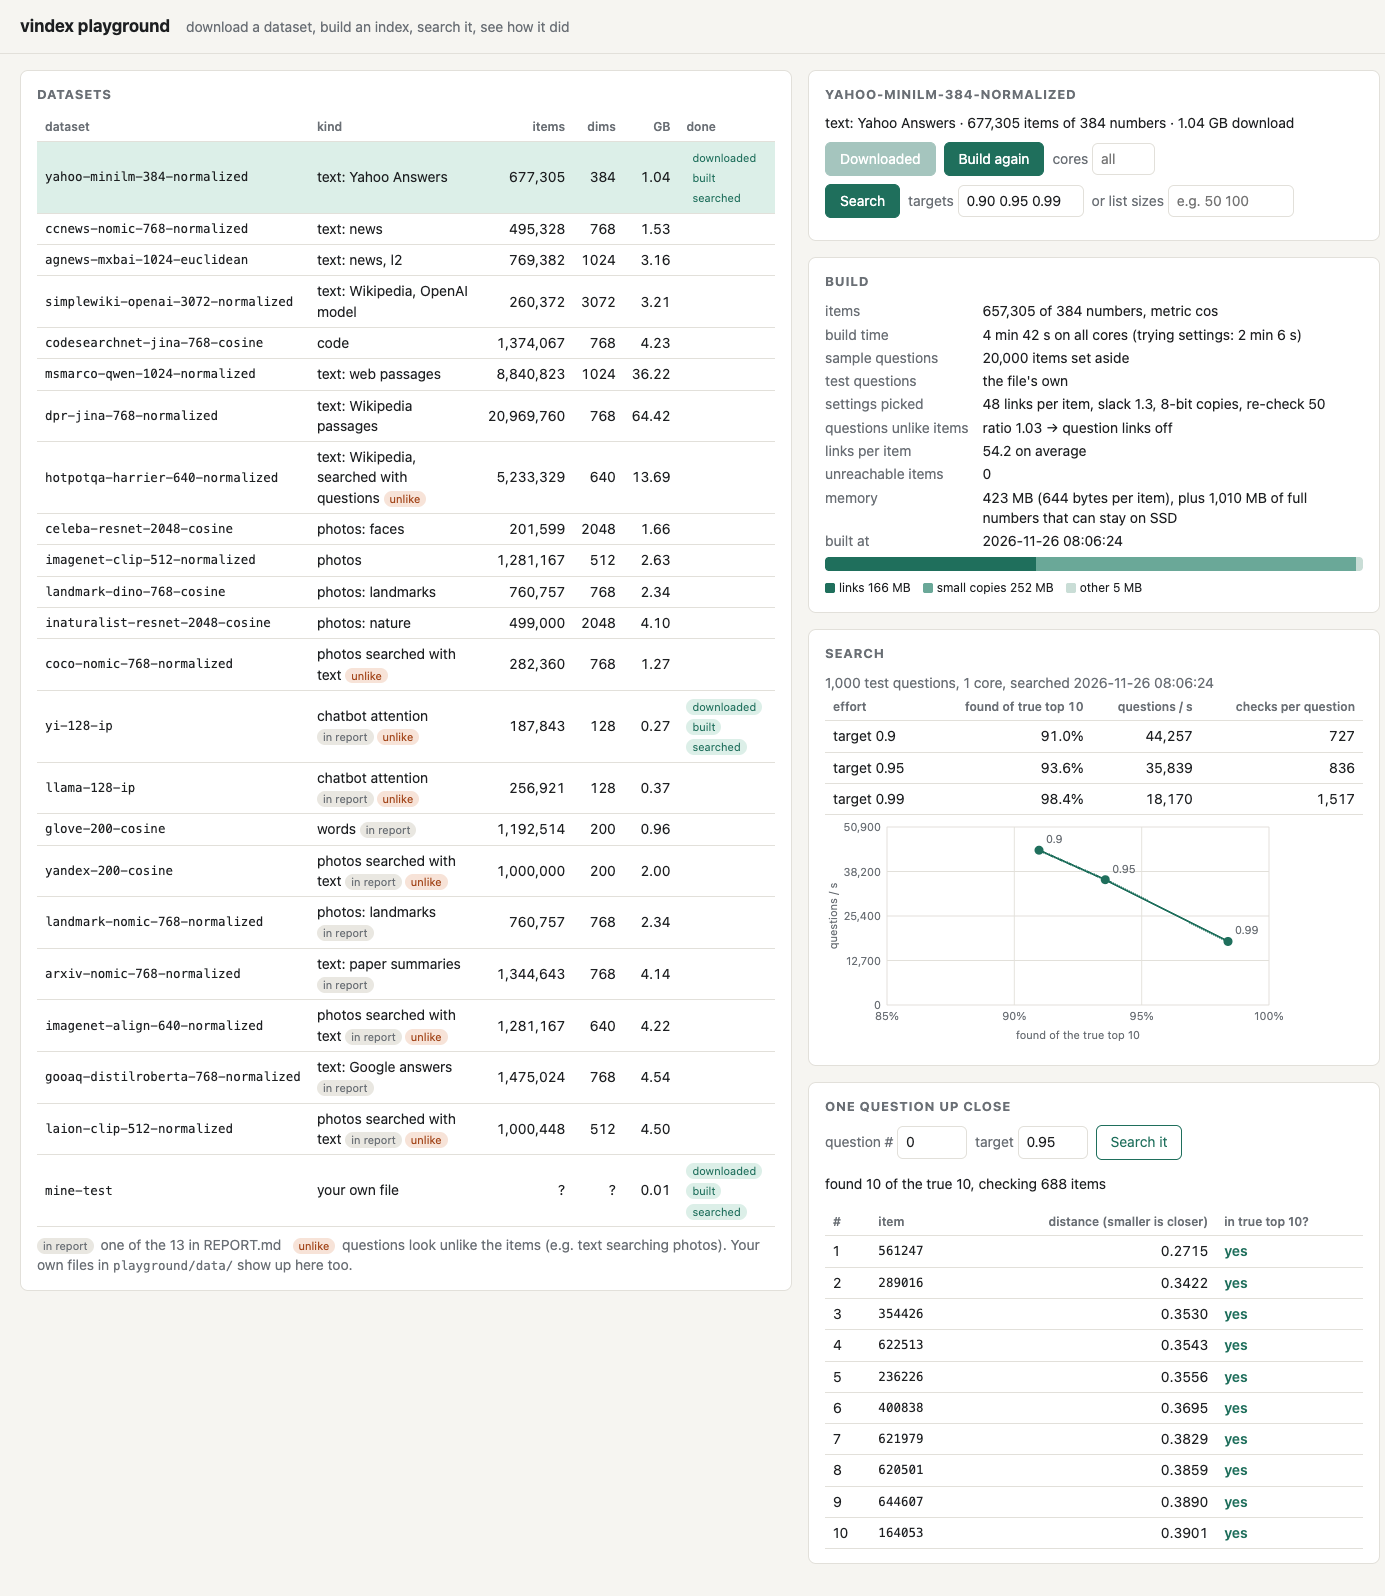 vindex playground download a dataset, build an index, search it, see how it did
DATASETS
dataset kind items dims GB done
yahoo-minilm-384-normalized text: Yahoo Answers 677,305 384 1.04 downloaded
built
searched
ccnews-nomic-768-normalized text: news 495,328 768 1.53
agnews-mxbai-1024-euclidean text: news, l2 769,382 1024 3.16
simplewiki-openai-3072-normalized text: Wikipedia, OpenAI
model 260,372 3072 3.21
codesearchnet-jina-768-cosine code 1,374,067 768 4.23
msmarco-qwen-1024-normalized text: web passages 8,840,823 1024 36.22
dpr-jina-768-normalized text: Wikipedia
passages 20,969,760 768 64.42
hotpotqa-harrier-640-normalized text: Wikipedia,
searched with
questions unlike 5,233,329 640 13.69
celeba-resnet-2048-cosine photos: faces 201,599 2048 1.66
imagenet-clip-512-normalized photos 1,281,167 512 2.63
landmark-dino-768-cosine photos: landmarks 760,757 768 2.34
inaturalist-resnet-2048-cosine photos: nature 499,000 2048 4.10
coco-nomic-768-normalized photos searched with
text unlike 282,360 768 1.27
yi-128-ip chatbot attention
in report unlike 187,843 128 0.27 downloaded
built
searched
llama-128-ip chatbot attention
in report unlike 256,921 128 0.37
glove-200-cosine words in report 1,192,514 200 0.96
yandex-200-cosine photos searched with
text in report unlike 1,000,000 200 2.00
landmark-nomic-768-normalized photos: landmarks
in report 760,757 768 2.34
arxiv-nomic-768-normalized text: paper summaries
in report 1,344,643 768 4.14
imagenet-align-640-normalized photos searched with
text in report unlike 1,281,167 640 4.22
gooaq-distilroberta-768-normalized text: Google answers
in report 1,475,024 768 4.54
laion-clip-512-normalized photos searched with
text in report unlike 1,000,448 512 4.50
mine-test your own file ? ? 0.01 downloaded
built
searched
in report one of the 13 in REPORT.md unlike questions look unlike the items (e.g. text searching photos). Your
own files in playground/data/ show up here too.
YAHOO-MINILM-384-NORMALIZED
text: Yahoo Answers · 677,305 items of 384 numbers · 1.04 GB download
Downloaded Build again cores all
Search targets 0.90 0.95 0.99 or list sizes e.g. 50 100
BUILD
items 657,305 of 384 numbers, metric cos
build time 4 min 42 s on all cores (trying settings: 2 min 6 s)
sample questions 20,000 items set aside
test questions the file's own
settings picked 48 links per item, slack 1.3, 8-bit copies, re-check 50
questions unlike items ratio 1.03 → question links off
links per item 54.2 on average
unreachable items 0
memory 423 MB (644 bytes per item), plus 1,010 MB of full
numbers that can stay on SSD
built at 2026-11-26 08:06:24
links 166 MB small copies 252 MB other 5 MB
SEARCH
1,000 test questions, 1 core, searched 2026-11-26 08:06:24
effort found of true top 10 questions / s checks per question
target 0.9 91.0% 44,257 727
target 0.95 93.6% 35,839 836
target 0.99 98.4% 18,170 1,517
50,900
38,200
25,400
12,700
0
questions / s
0.9
0.95
0.99
85% 90% 95% 100%
found of the true top 10
ONE QUESTION UP CLOSE
question # 0 target 0.95 Search it
found 10 of the true 10, checking 688 items
# item distance (smaller is closer) in true top 10?
1 561247 0.2715 yes
2 289016 0.3422 yes
3 354426 0.3530 yes
4 622513 0.3543 yes
5 236226 0.3556 yes
6 400838 0.3695 yes
7 621979 0.3829 yes
8 620501 0.3859 yes
9 644607 0.3890 yes
10 164053 0.3901 yes